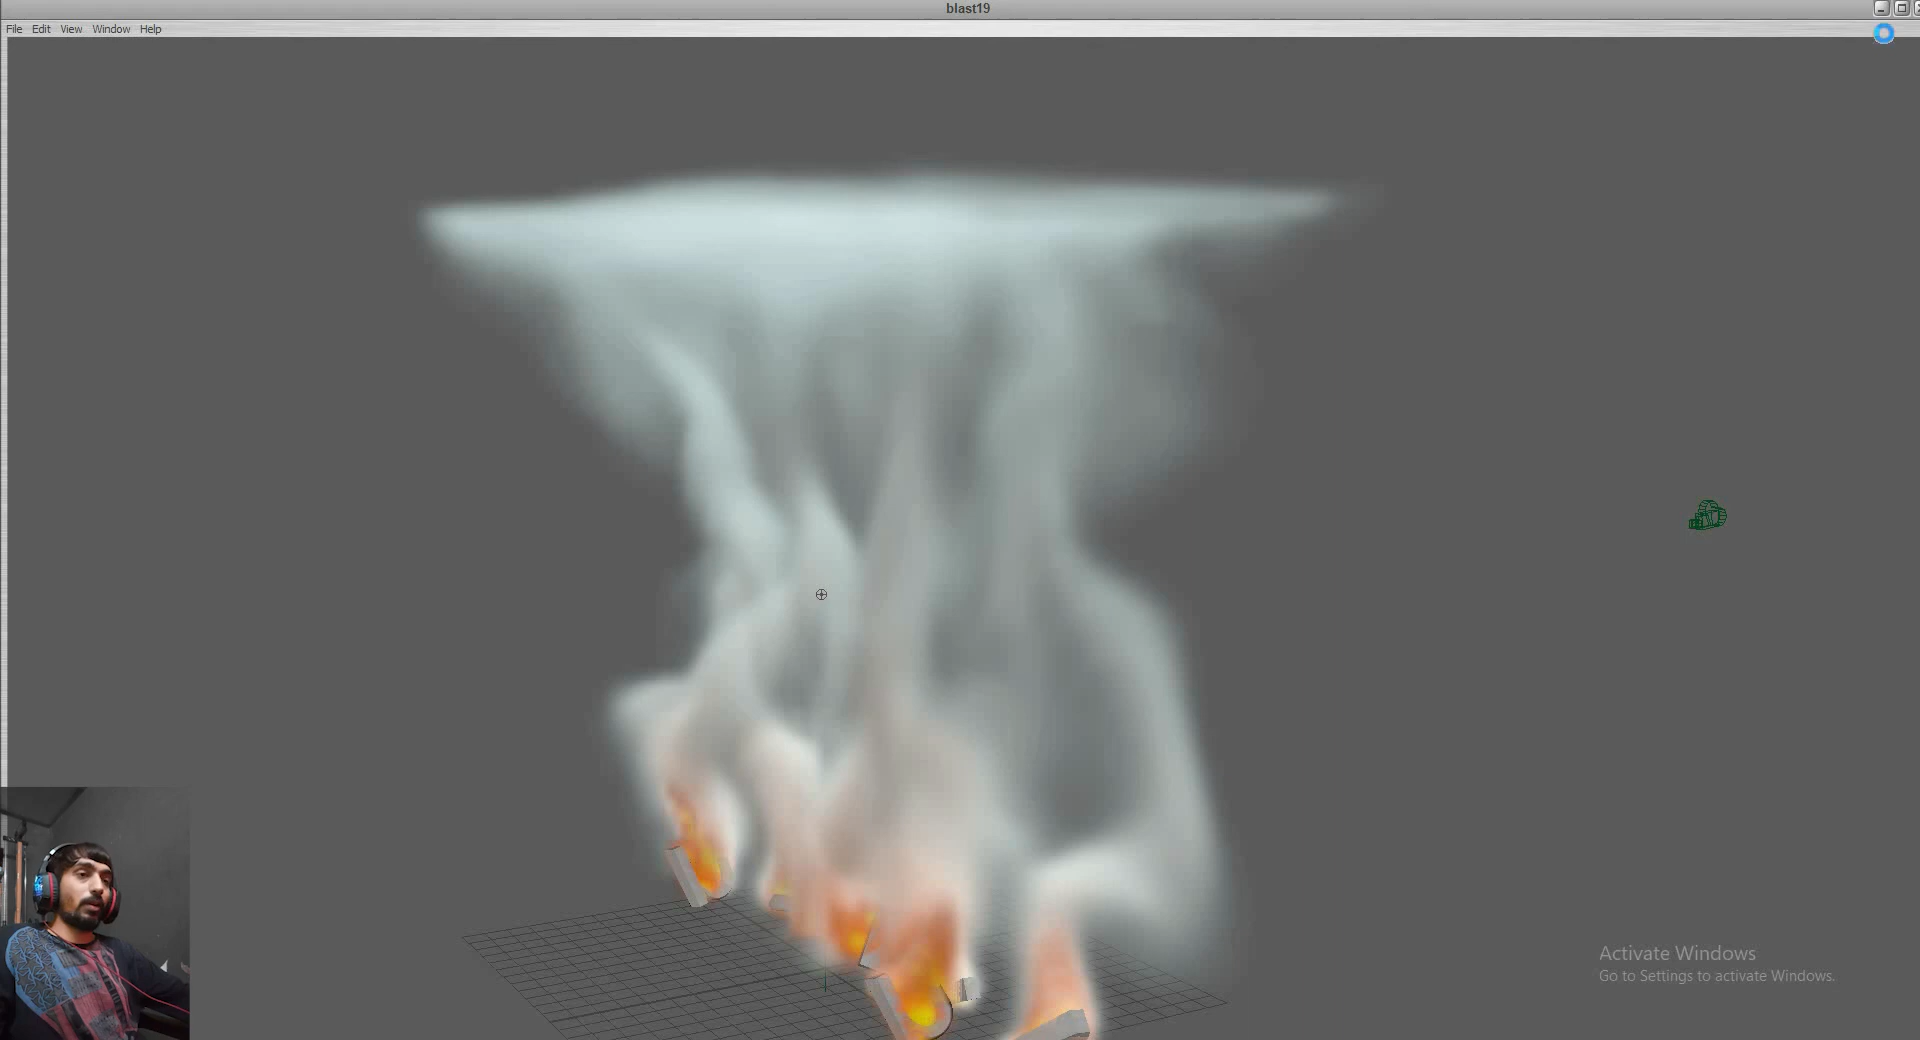 blast19
File Edit View Window Help
Activate Windows
Go to Settings to activate Windows.